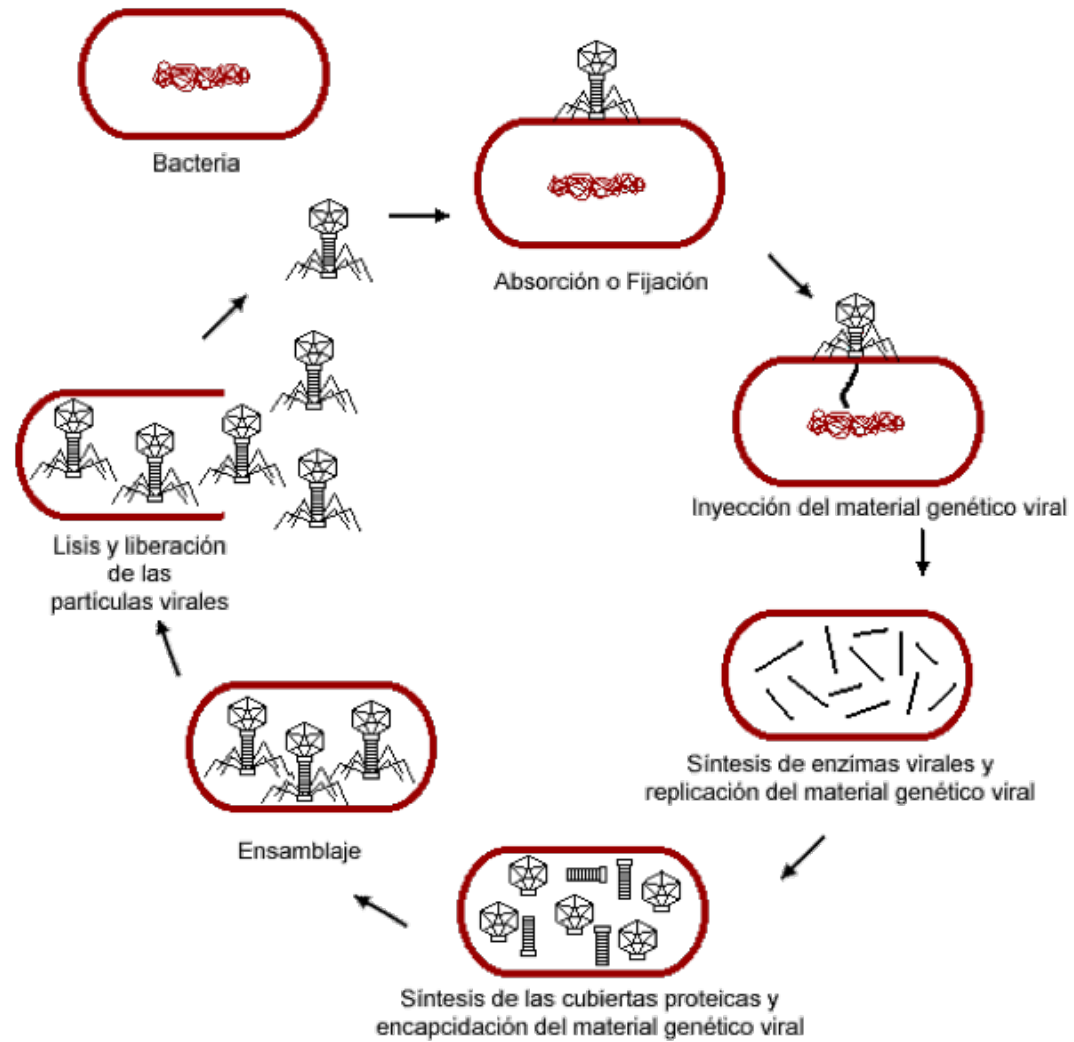 Bacteria
Absorción o Fijación
Inyección del material genético viral
Síntesis de enzimas virales y
replicación del material genético viral
Síntesis de las cubiertas proteicas y
encapcidación del material genético viral
Ensamblaje
Lisis y liberación
de las
partículas virales